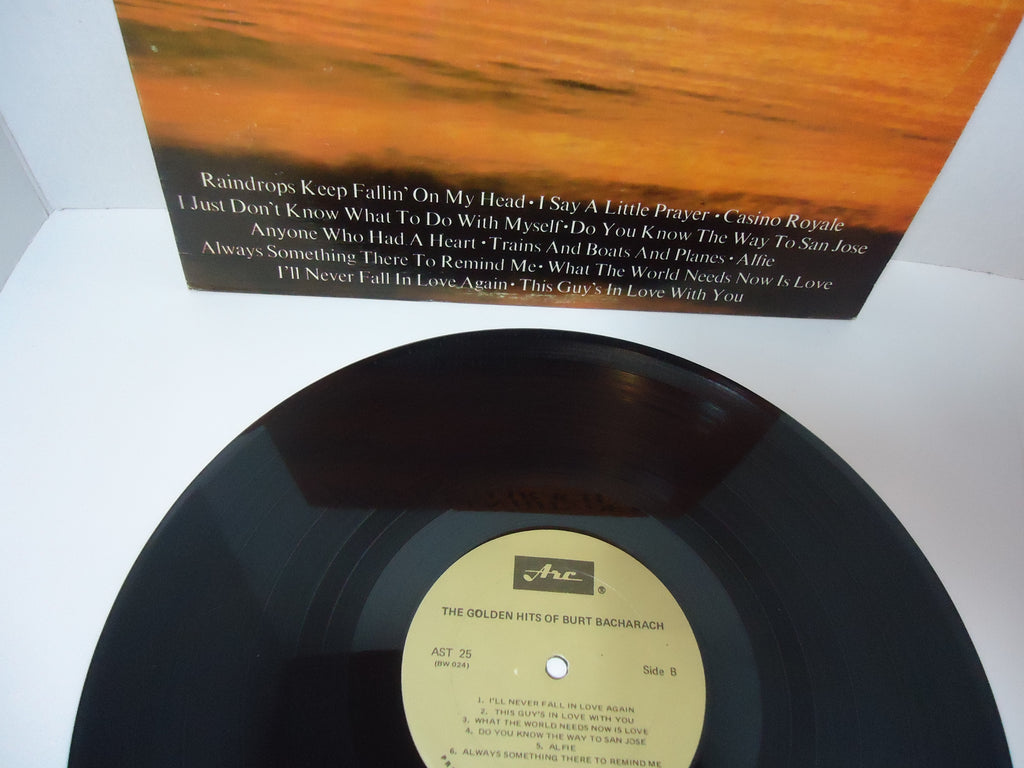 Raindrops Keep Fallin' On My Head • I Say A Little Prayer • Casino Royale
I Just Don't Know What To Do With Myself • Do You Know The Way To San Jose
Anyone Who Had A Heart • Trains And Boats And Planes • Alfie
Always Something There To Remind Me • What The World Needs Now Is Love
I'll Never Fall In Love Again • This Guy's In Love With You
Arc ®
THE GOLDEN HITS OF BURT BACHARACH
AST 25
(BW 024)
Side B
1. I'LL NEVER FALL IN LOVE AGAIN
2. THIS GUY'S IN LOVE WITH YOU
3. WHAT THE WORLD NEEDS NOW IS LOVE
4. DO YOU KNOW THE WAY TO SAN JOSE
5. ALFIE
6. ALWAYS SOMETHING THERE TO REMIND ME